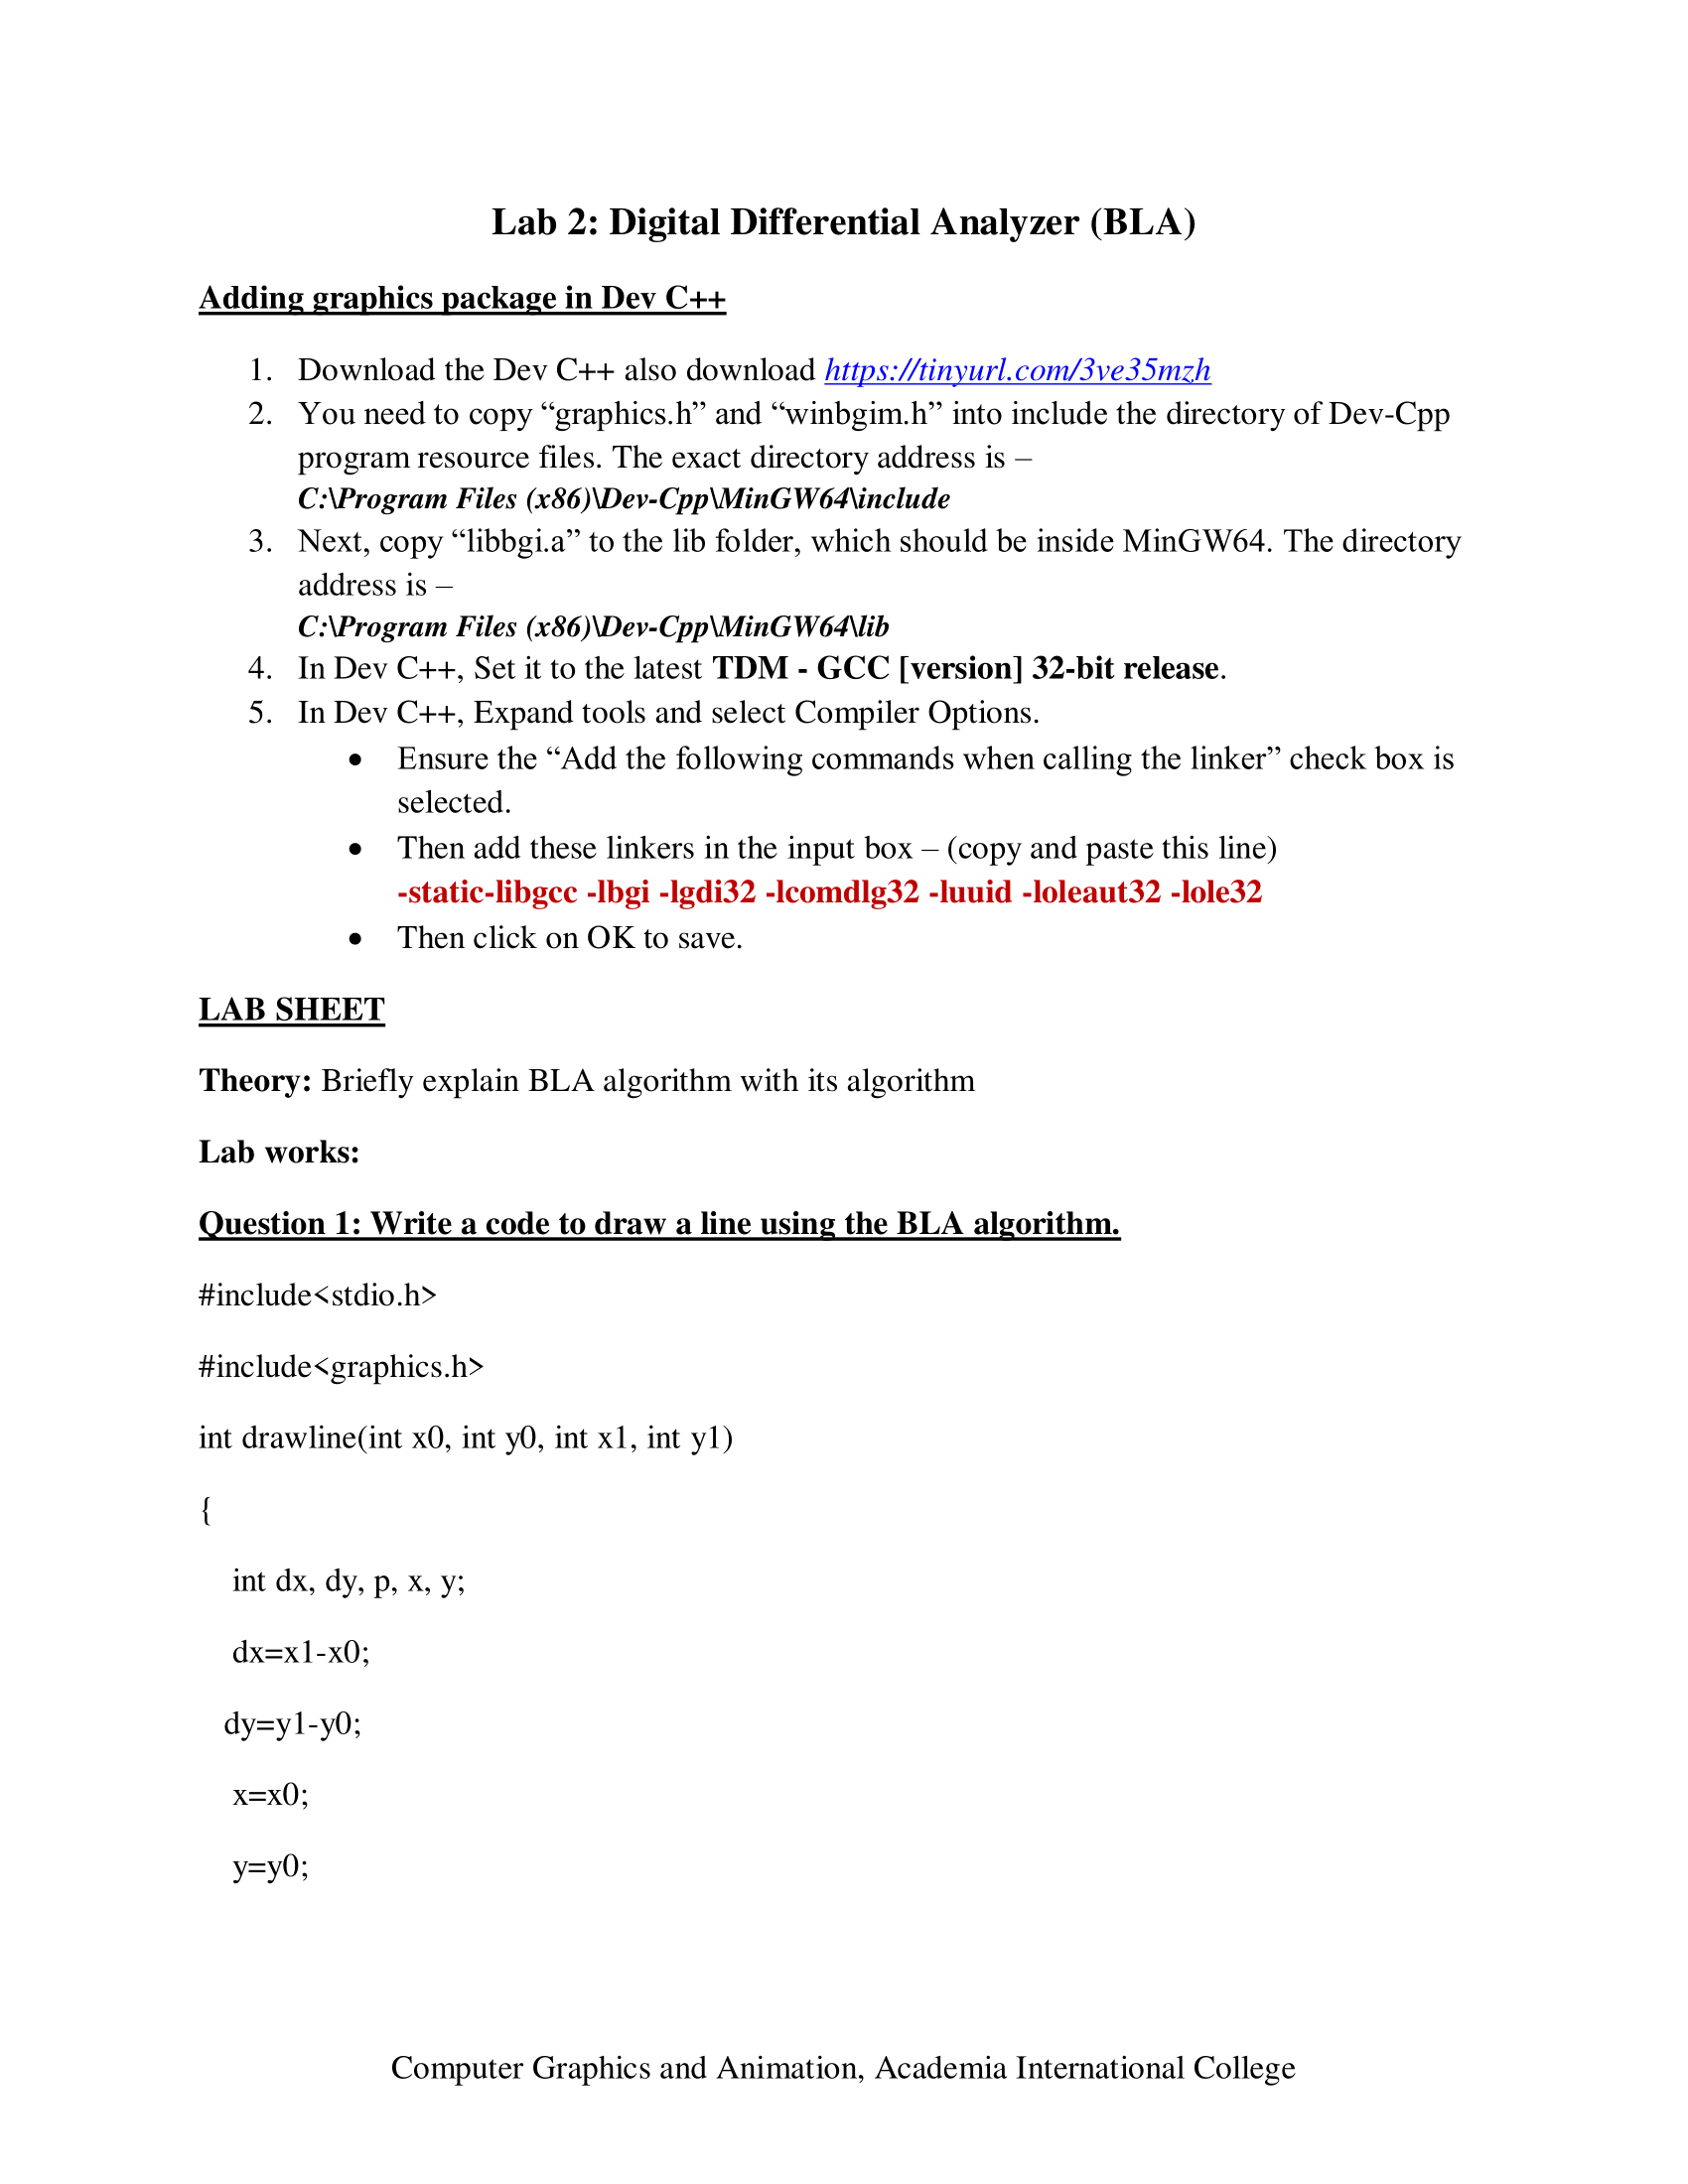 Lab 2: Digital Differential Analyzer (BLA)
Adding graphics package in Dev C++
1. Download the Dev C++ also download https://tinyurl.com/3ve35mzh
2. You need to copy “graphics.h” and “winbgim.h” into include the directory of Dev-Cpp
program resource files. The exact directory address is –
C:\Program Files (x86)\Dev-Cpp\MinGW64\include
3. Next, copy “libbgi.a” to the lib folder, which should be inside MinGW64. The directory
address is –
C:\Program Files (x86)\Dev-Cpp\MinGW64\lib
4. In Dev C++, Set it to the latest TDM - GCC [version] 32-bit release.
5. In Dev C++, Expand tools and select Compiler Options.
• Ensure the “Add the following commands when calling the linker” check box is
selected.
• Then add these linkers in the input box – (copy and paste this line)
-static-libgcc -lbgi -lgdi32 -lcomdlg32 -luuid -loleaut32 -lole32
• Then click on OK to save.
LAB SHEET
Theory: Briefly explain BLA algorithm with its algorithm
Lab works:
Question 1: Write a code to draw a line using the BLA algorithm.
#include<stdio.h>
#include<graphics.h>
int drawline(int x0, int y0, int x1, int y1)
{
int dx, dy, p, x, y;
dx=x1-x0;
dy=y1-y0;
x=x0;
y=y0;
Computer Graphics and Animation, Academia International College